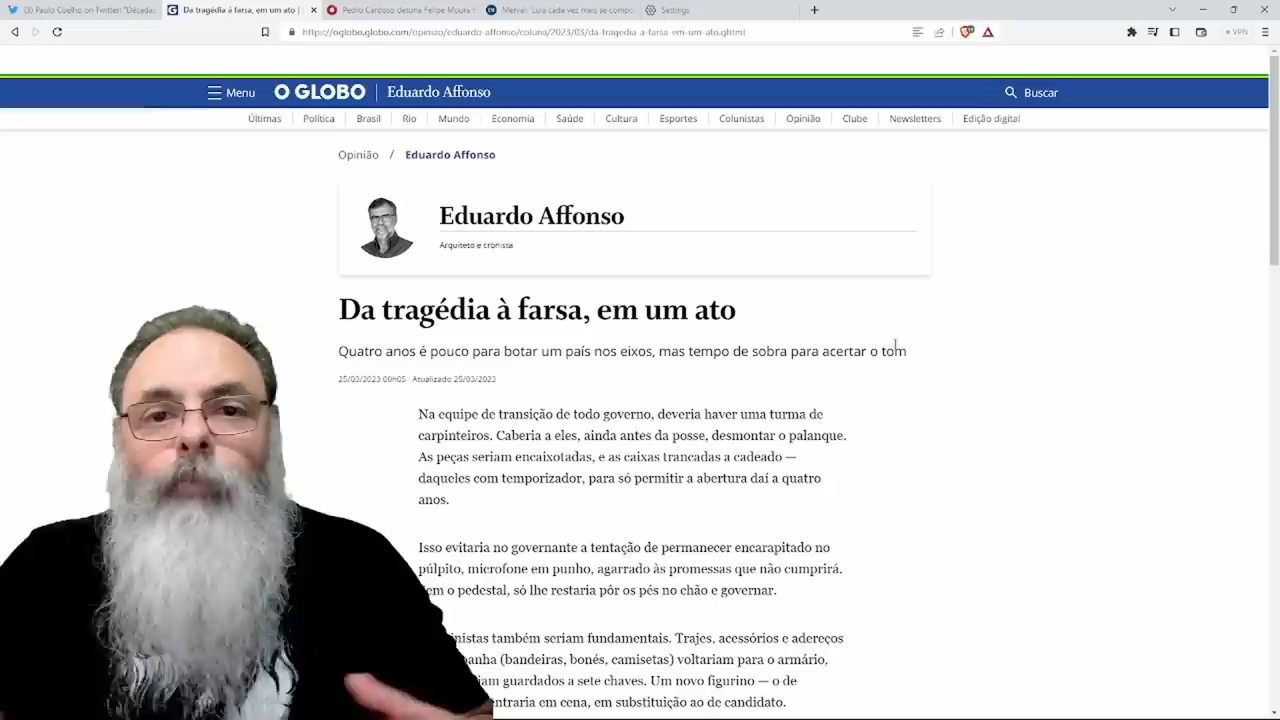 (3) Paulo Coelho on Twitter: "Décadas
Da tragédia à farsa, em um ato |
Pedro Cardoso detona Felipe Moura
Merval: "Lula cada vez mais se compo
Settings
https://oglobo.globo.com/opiniao/eduardo-affonso/coluna/2023/03/da-tragedia-a-farsa-em-um-ato.ghtml
VPN
Menu O GLOBO Eduardo Affonso Buscar
Últimas Política Brasil Rio Mundo Economia Saúde Cultura Esportes Colunistas Opinião Clube Newsletters Edição digital
Opinião / Eduardo Affonso
Eduardo Affonso
Arquiteto e cronista
Da tragédia à farsa, em um ato
Quatro anos é pouco para botar um país nos eixos, mas tempo de sobra para acertar o tom
25/03/2023 00h05 · Atualizado 25/03/2023
Na equipe de transição de todo governo, deveria haver uma turma de
carpinteiros. Caberia a eles, ainda antes da posse, desmontar o palanque.
As peças seriam encaixotadas, e as caixas trancadas a cadeado —
daqueles com temporizador, para só permitir a abertura daí a quatro
anos.
Isso evitaria no governante a tentação de permanecer encarapitado no
púlpito, microfone em punho, agarrado às promessas que não cumprirá.
em o pedestal, só lhe restaria pôr os pés no chão e governar.
inistas também seriam fundamentais. Trajes, acessórios e adereços
panha (bandeiras, bonés, camisetas) voltariam para o armário,
iam guardados a sete chaves. Um novo figurino — o de
entraria em cena, em substituição ao de candidato.